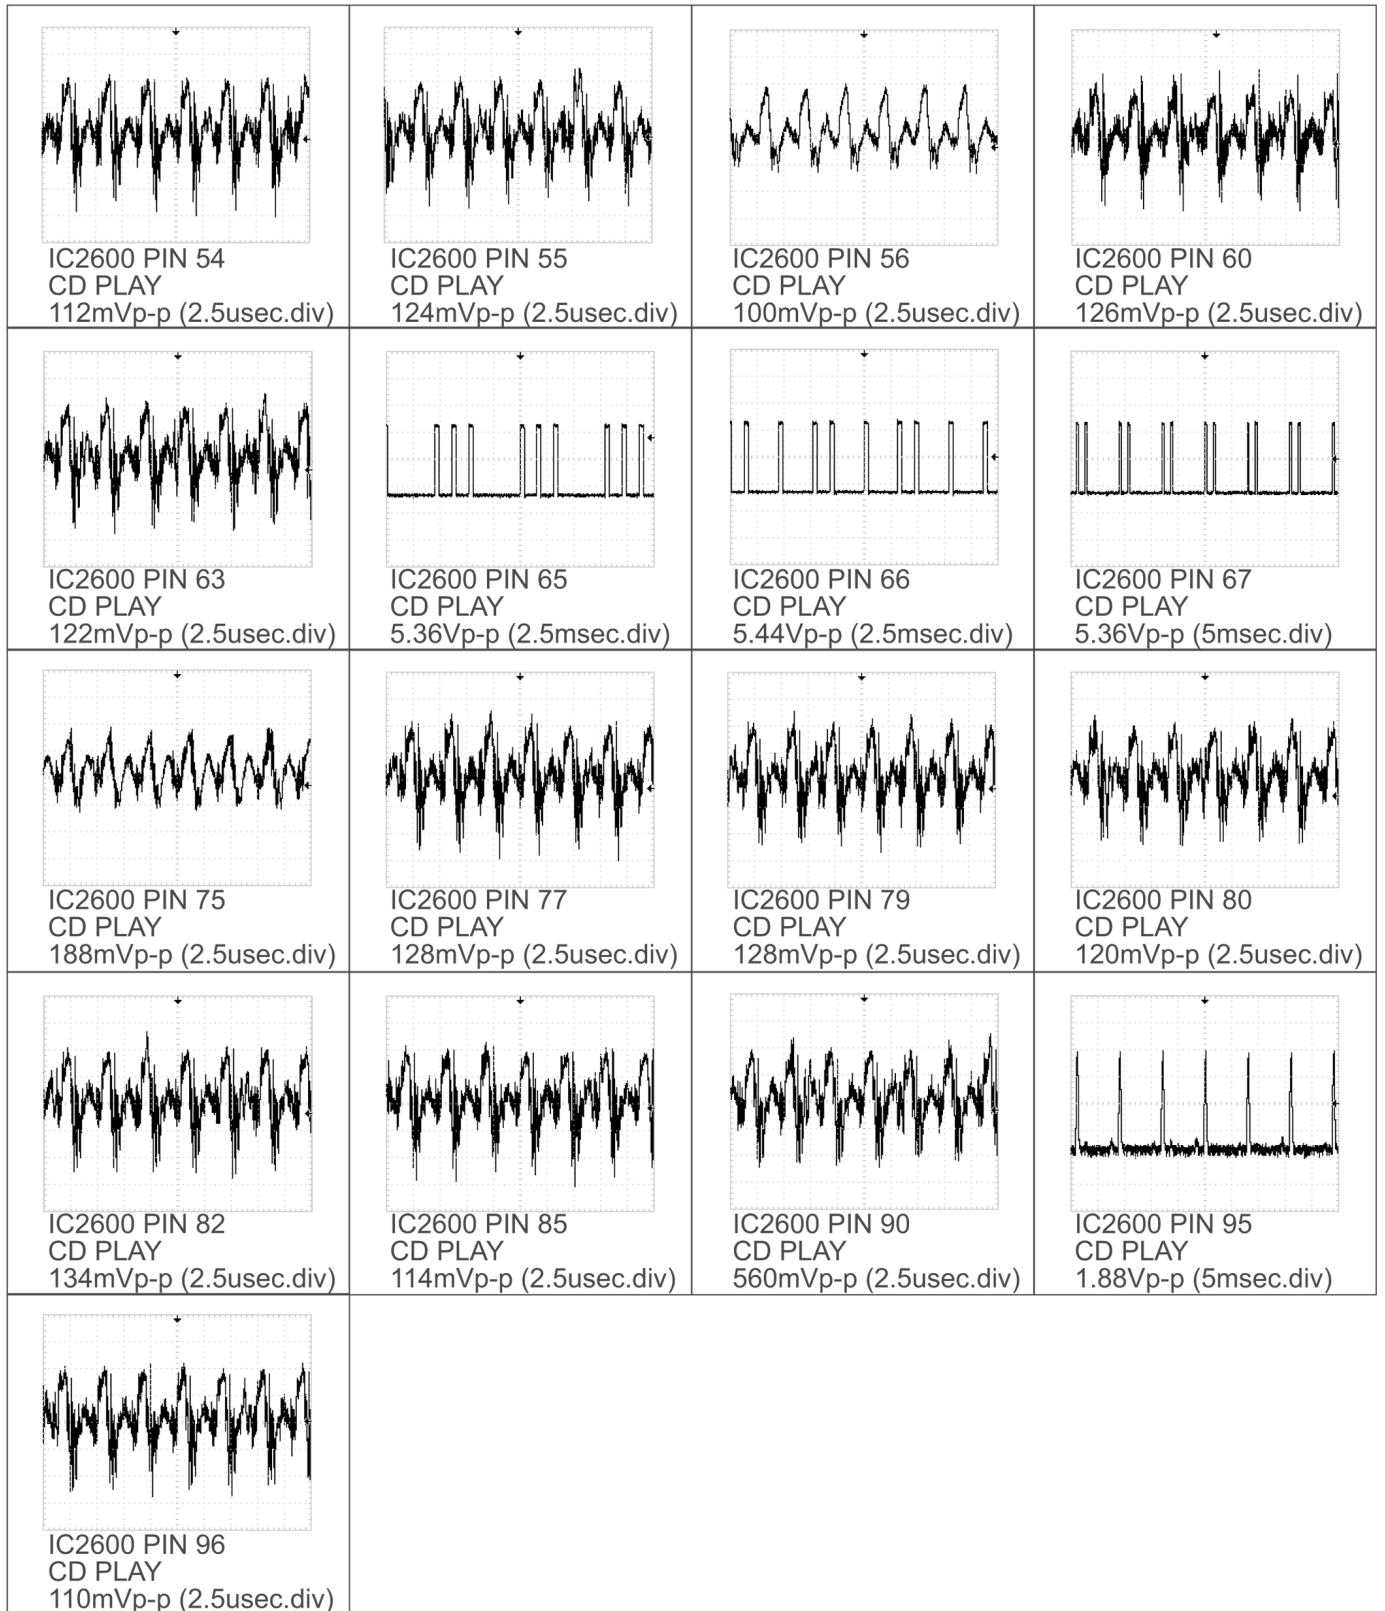 IC2600 PIN 54
CD PLAY
112mVp-p (2.5usec.div)
IC2600 PIN 55
CD PLAY
124mVp-p (2.5usec.div)
IC2600 PIN 56
CD PLAY
100mVp-p (2.5usec.div)
IC2600 PIN 60
CD PLAY
126mVp-p (2.5usec.div)
IC2600 PIN 63
CD PLAY
122mVp-p (2.5usec.div)
IC2600 PIN 65
CD PLAY
5.36Vp-p (2.5msec.div)
IC2600 PIN 66
CD PLAY
5.44Vp-p (2.5msec.div)
IC2600 PIN 67
CD PLAY
5.36Vp-p (5msec.div)
IC2600 PIN 75
CD PLAY
188mVp-p (2.5usec.div)
IC2600 PIN 77
CD PLAY
128mVp-p (2.5usec.div)
IC2600 PIN 79
CD PLAY
128mVp-p (2.5usec.div)
IC2600 PIN 80
CD PLAY
120mVp-p (2.5usec.div)
IC2600 PIN 82
CD PLAY
134mVp-p (2.5usec.div)
IC2600 PIN 85
CD PLAY
114mVp-p (2.5usec.div)
IC2600 PIN 90
CD PLAY
560mVp-p (2.5usec.div)
IC2600 PIN 95
CD PLAY
1.88Vp-p (5msec.div)
IC2600 PIN 96
CD PLAY
110mVp-p (2.5usec.div)